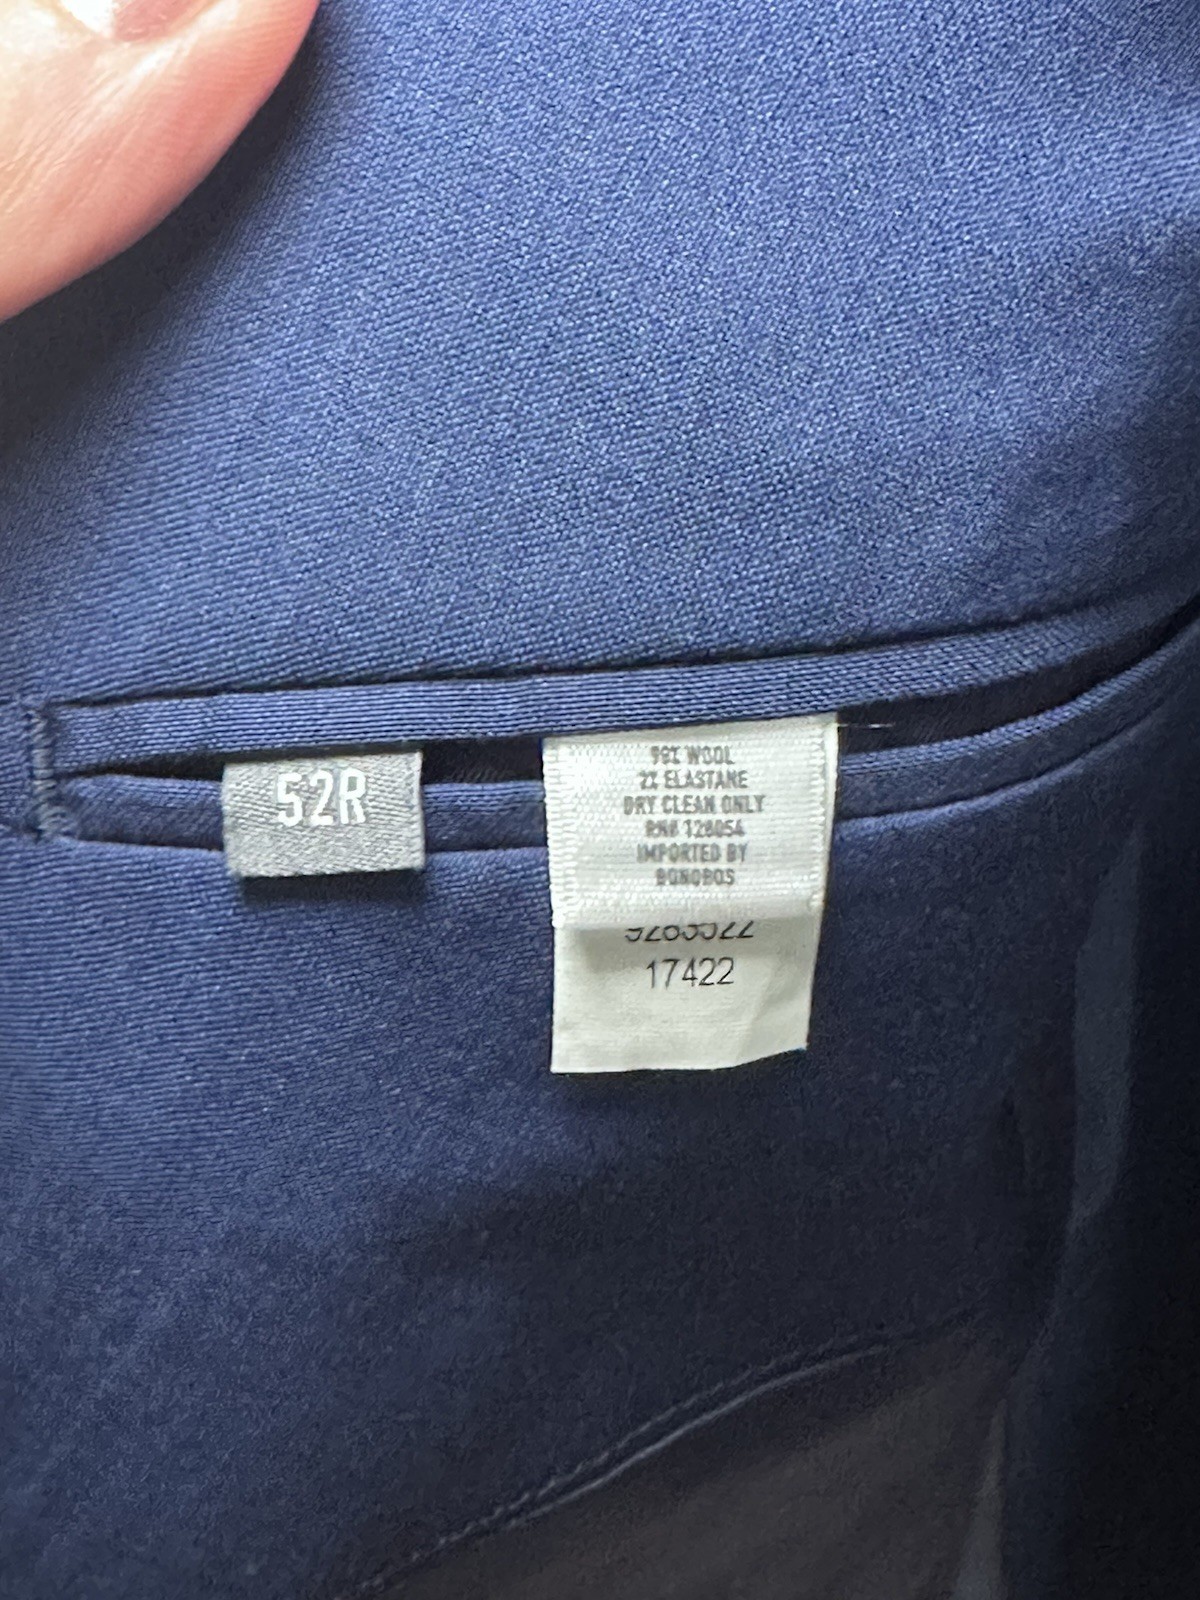 52R
98% WOOL
2% ELASTANE
DRY CLEAN ONLY
RN# 128054
IMPORTED BY
BONOBOS
17422